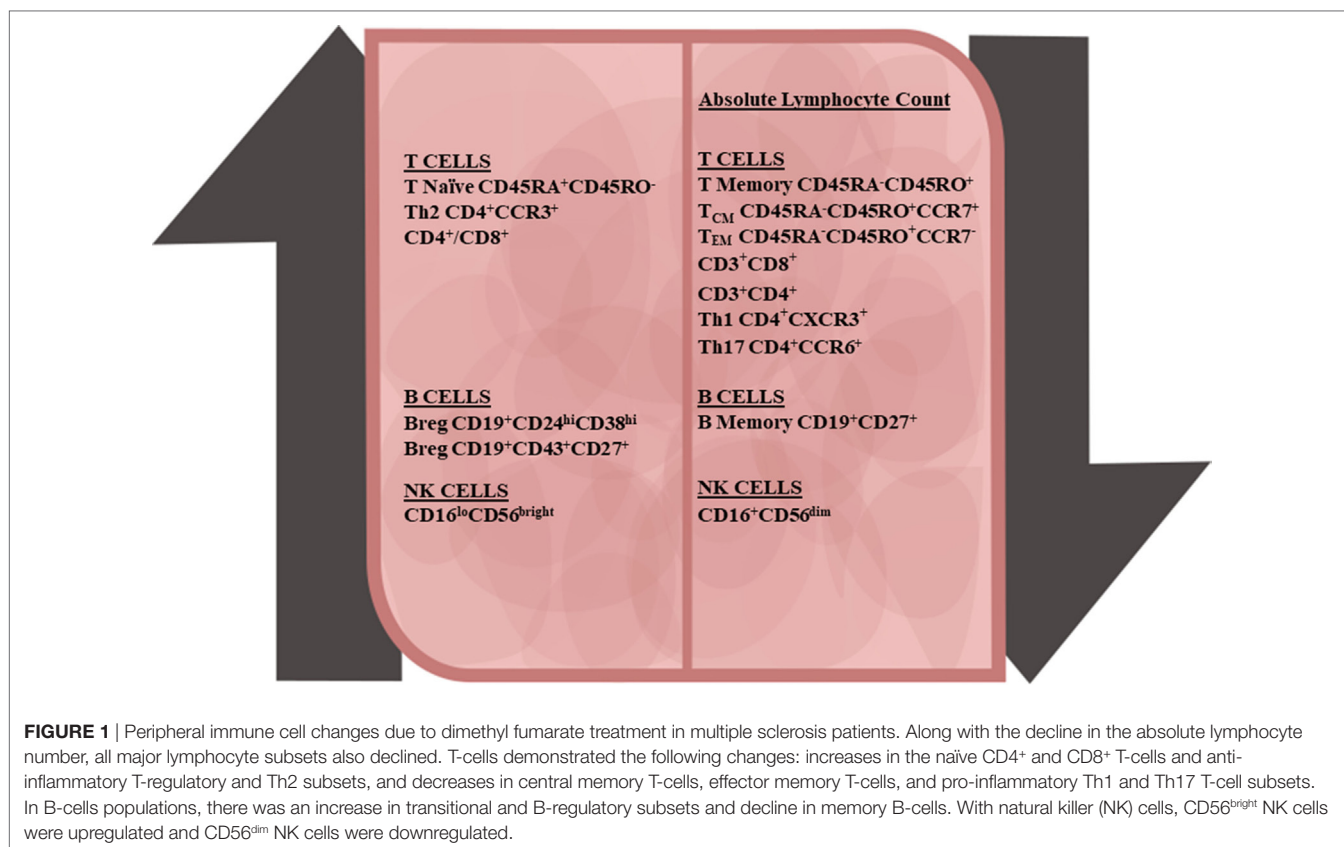 T CELLS
T Naïve CD45RA⁺CD45RO⁻
Th2 CD4⁺CCR3⁺
CD4⁺/CD8⁺
B CELLS
Breg CD19⁺CD24ʰⁱCD38ʰⁱ
Breg CD19⁺CD43⁺CD27⁺
NK CELLS
CD16ˡᵒCD56ᵇʳⁱᵍʰᵗ
Absolute Lymphocyte Count
T CELLS
T Memory CD45RA⁻CD45RO⁺
T_CM CD45RA⁻CD45RO⁺CCR7⁺
T_EM CD45RA⁻CD45RO⁺CCR7⁻
CD3⁺CD8⁺
CD3⁺CD4⁺
Th1 CD4⁺CXCR3⁺
Th17 CD4⁺CCR6⁺
B CELLS
B Memory CD19⁺CD27⁺
NK CELLS
CD16⁺CD56ᵈⁱᵐ
FIGURE 1 | Peripheral immune cell changes due to dimethyl fumarate treatment in multiple sclerosis patients. Along with the decline in the absolute lymphocyte
number, all major lymphocyte subsets also declined. T-cells demonstrated the following changes: increases in the naïve CD4⁺ and CD8⁺ T-cells and anti-
inflammatory T-regulatory and Th2 subsets, and decreases in central memory T-cells, effector memory T-cells, and pro-inflammatory Th1 and Th17 T-cell subsets.
In B-cells populations, there was an increase in transitional and B-regulatory subsets and decline in memory B-cells. With natural killer (NK) cells, CD56ᵇʳⁱᵍʰᵗ NK cells
were upregulated and CD56ᵈⁱᵐ NK cells were downregulated.